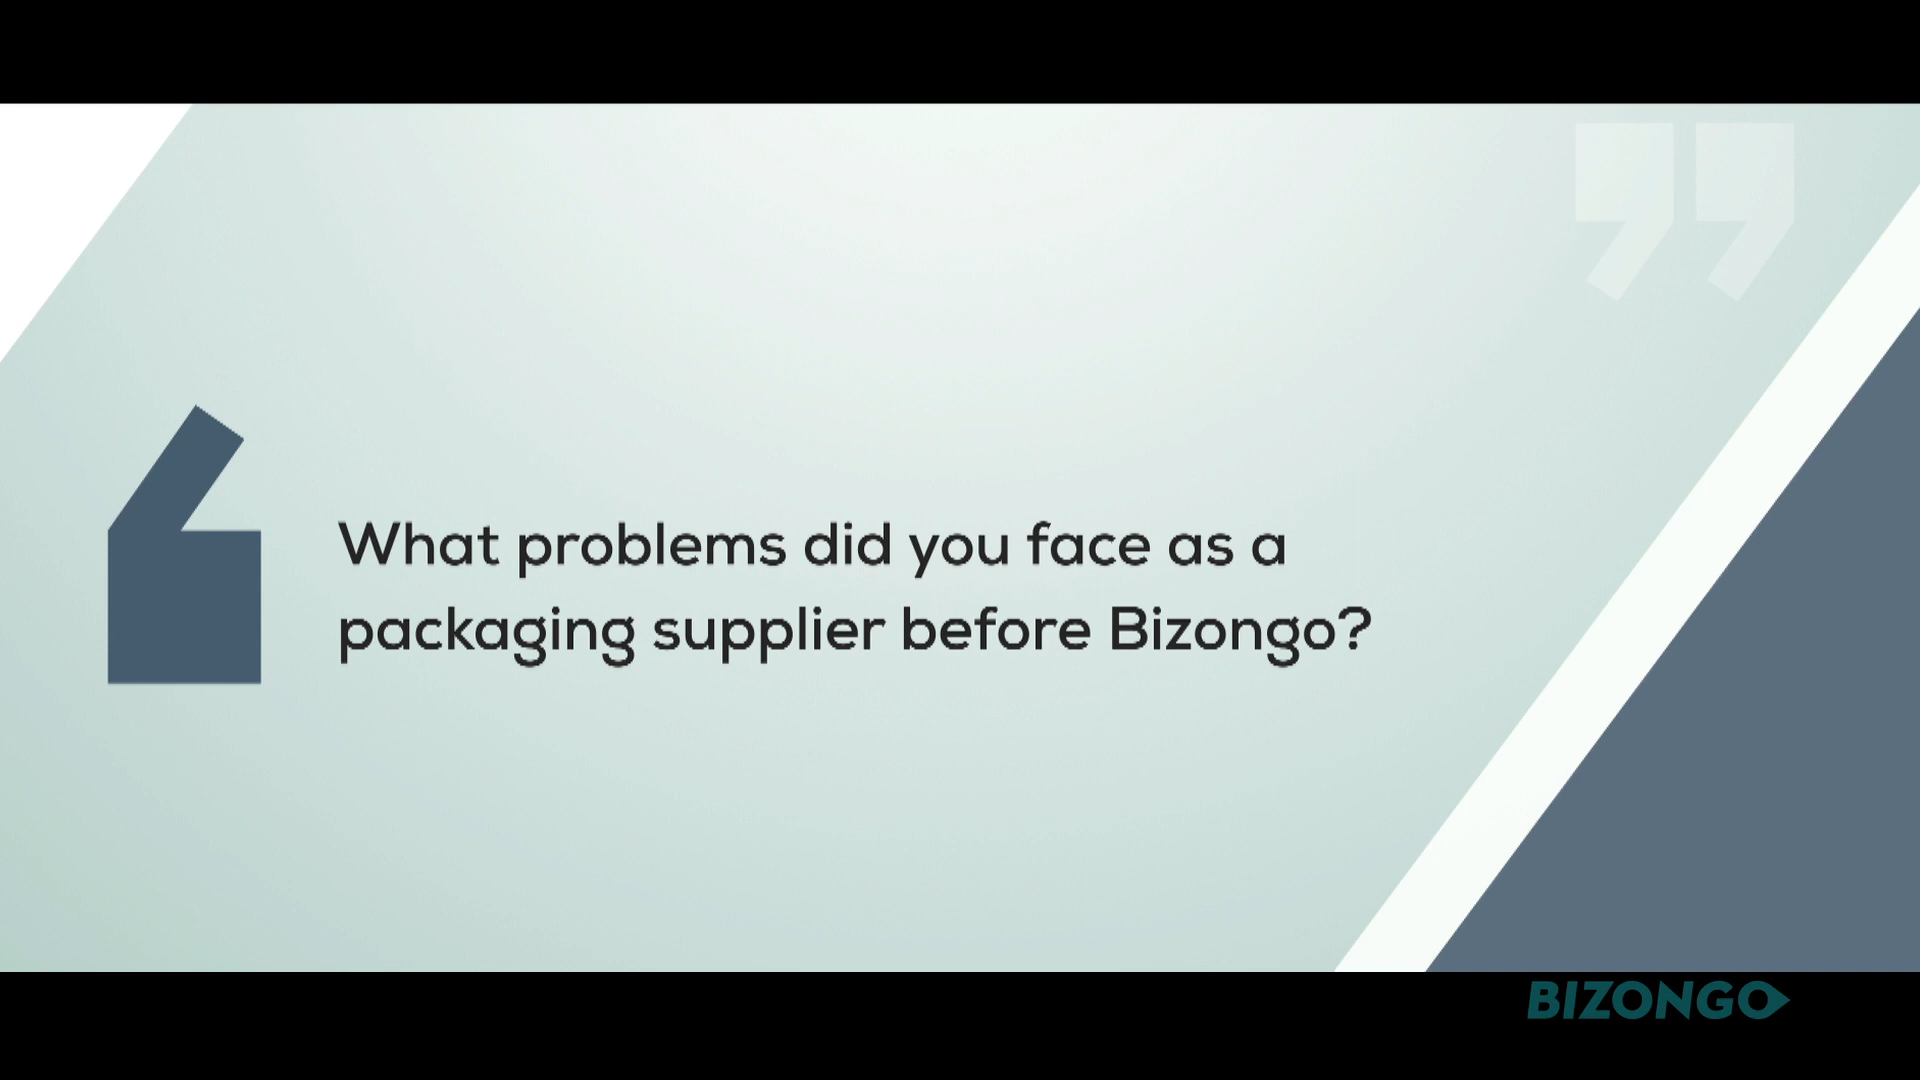 What problems did you face as a
packaging supplier before Bizongo?
BIZONGO